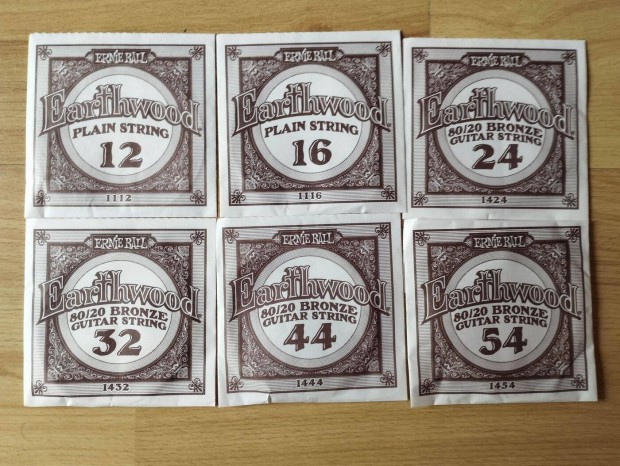 ERNIE BALL
Earthwood
PLAIN STRING
12
1112
ERNIE BALL
Earthwood
PLAIN STRING
16
1116
ERNIE BALL
Earthwood
80/20 BRONZE
GUITAR STRING
24
1424
ERNIE BALL
Earthwood
80/20 BRONZE
GUITAR STRING
32
1432
ERNIE BALL
Earthwood
80/20 BRONZE
GUITAR STRING
44
1444
ERNIE BALL
Earthwood
80/20 BRONZE
GUITAR STRING
54
1454